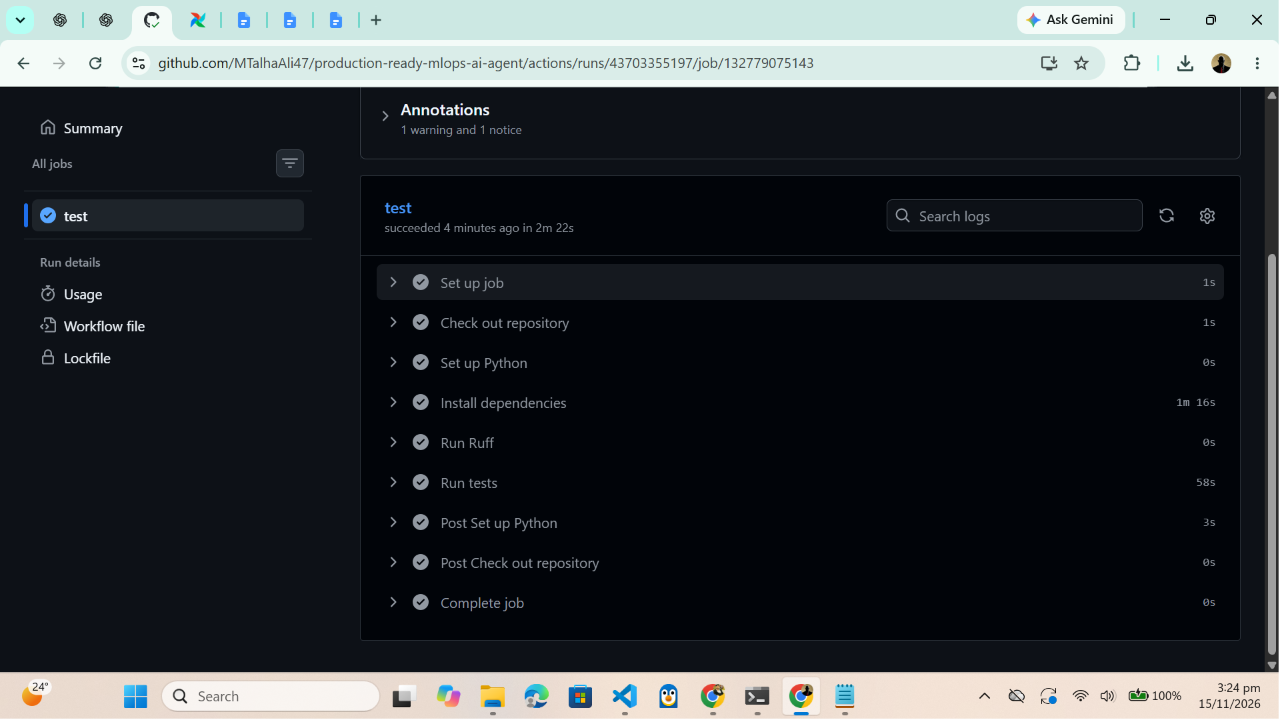 Ask Gemini
github.com/MTalhaAli47/production-ready-mlops-ai-agent/actions/runs/43703355197/job/132779075143
Summary
All jobs
test
Run details
Usage
Workflow file
Lockfile
Annotations
1 warning and 1 notice
test
succeeded 4 minutes ago in 2m 22s
Search logs
Set up job 1s
Check out repository 1s
Set up Python 0s
Install dependencies 1m 16s
Run Ruff 0s
Run tests 58s
Post Set up Python 3s
Post Check out repository 0s
Complete job 0s
24°
Search
100%
3:24 pm
15/11/2026